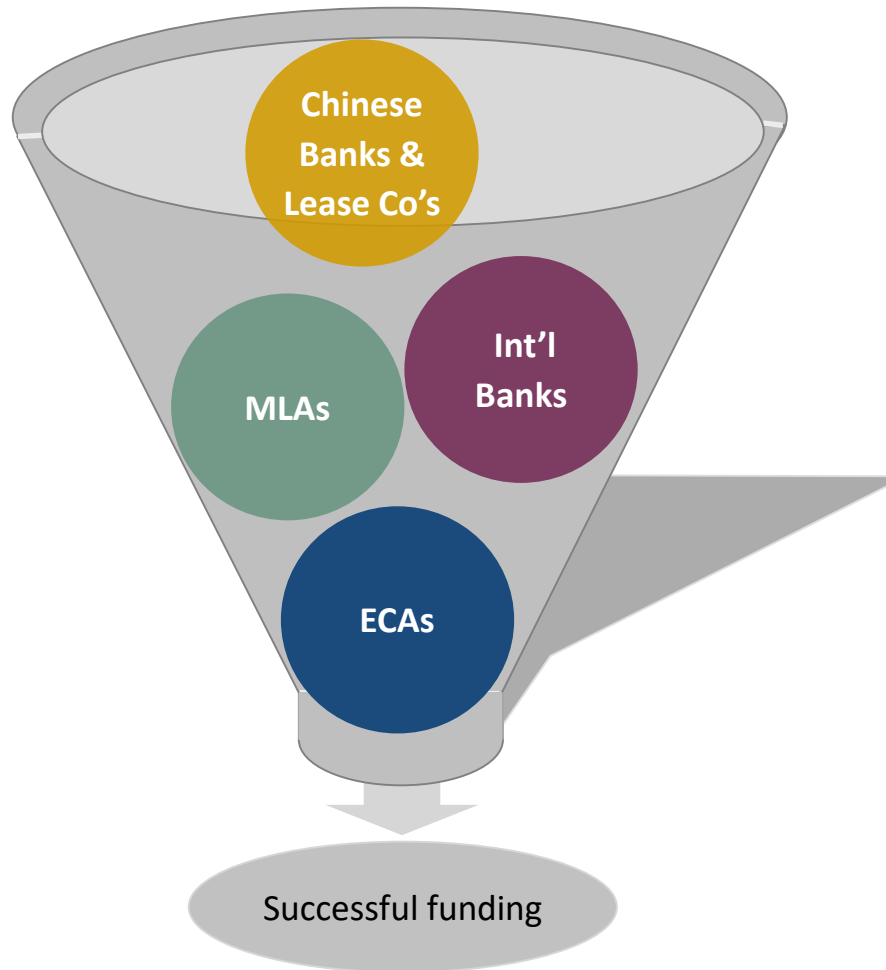 Chinese
Banks &
Lease Co’s
Int’l
Banks
MLAs
ECAs
Successful funding